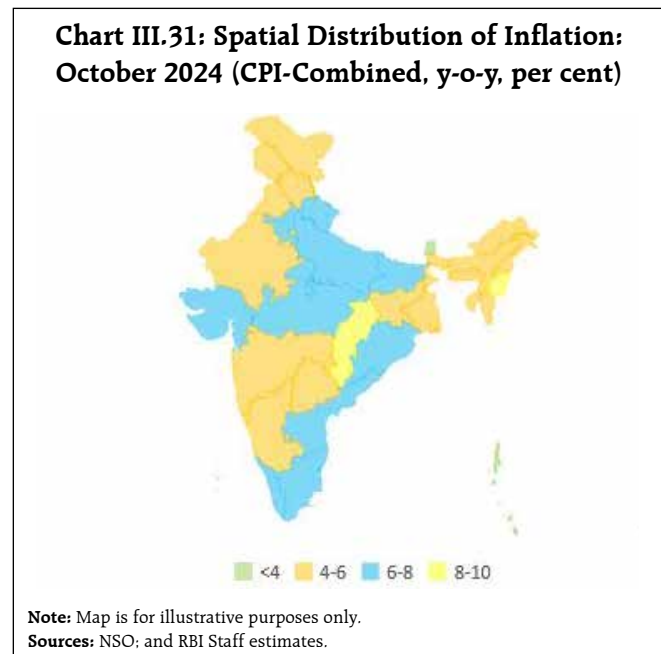 Chart III.31: Spatial Distribution of Inflation:
October 2024 (CPI-Combined, y-o-y, per cent)
<4 4-6 6-8 8-10
Note: Map is for illustrative purposes only.
Sources: NSO; and RBI Staff estimates.